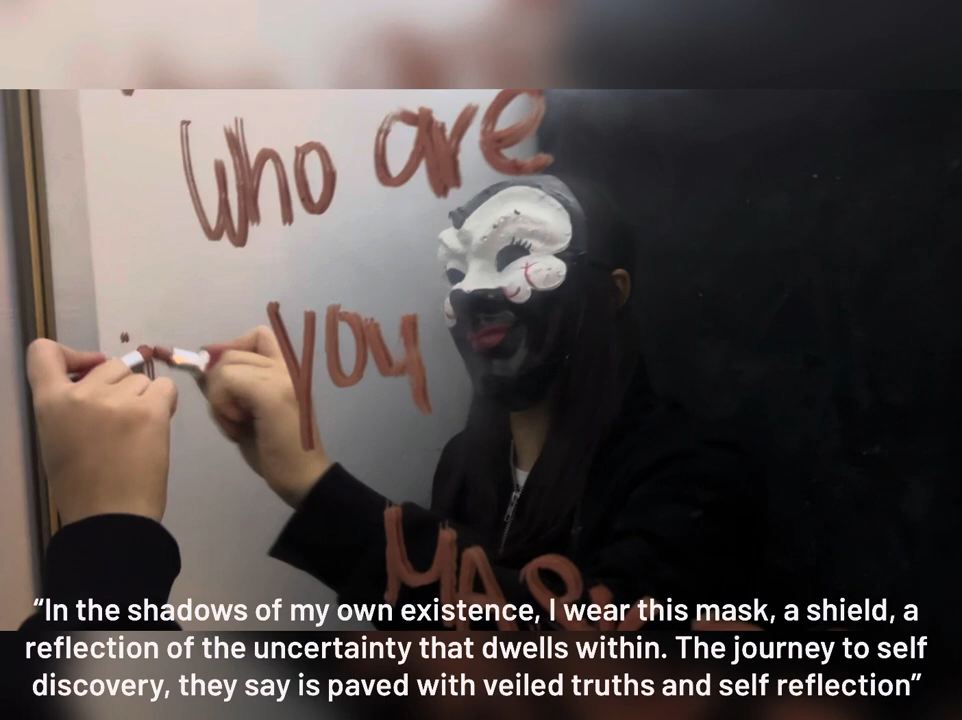 Who are
you
MAR
“In the shadows of my own existence, I wear this mask, a shield, a
reflection of the uncertainty that dwells within. The journey to self
discovery, they say is paved with veiled truths and self reflection”